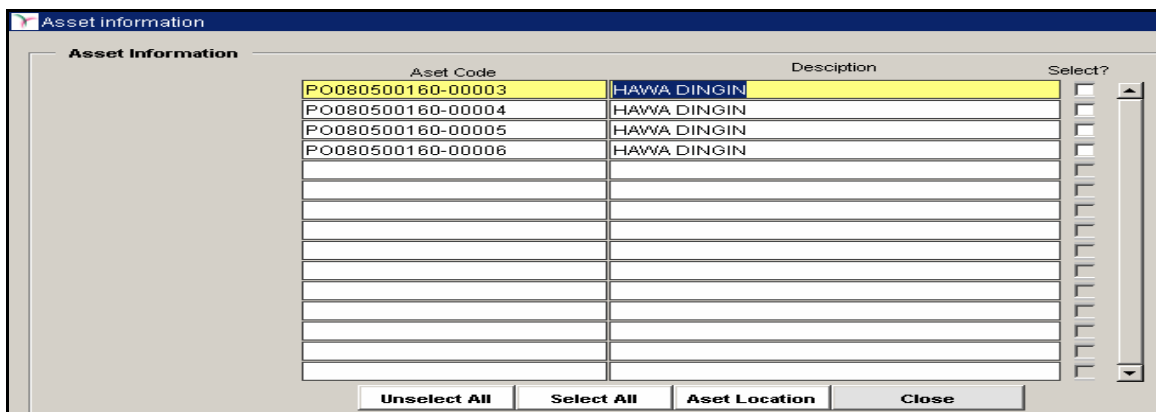 Asset information
Asset Information
Aset Code Desciption Select?
PO080500160-00003 HAWA DINGIN
PO080500160-00004 HAWA DINGIN
PO080500160-00005 HAWA DINGIN
PO080500160-00006 HAWA DINGIN
Unselect All Select All Aset Location Close